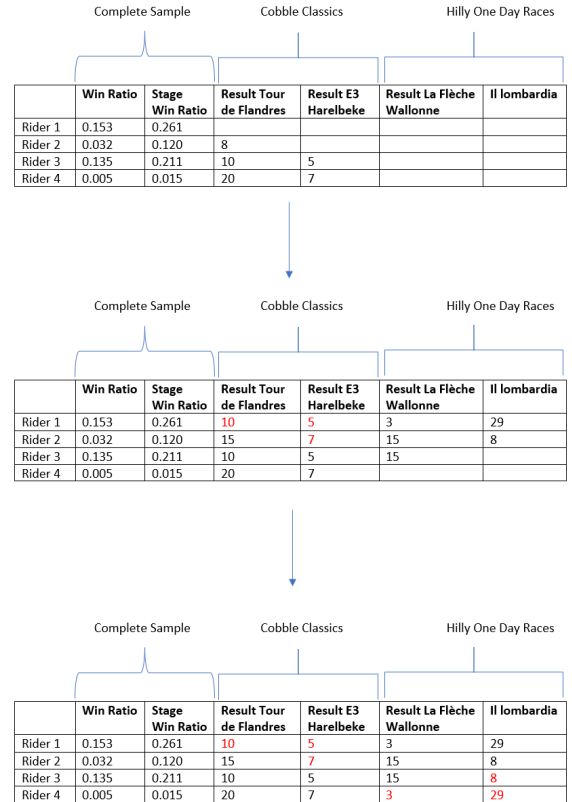 Complete Sample Cobble Classics Hilly One Day Races
Win Ratio Stage Win Ratio Result Tour de Flandres Result E3 Harelbeke Result La Flèche Wallonne Il lombardia
Rider 1 0.153 0.261
Rider 2 0.032 0.120 8
Rider 3 0.135 0.211 10 5
Rider 4 0.005 0.015 20 7
Complete Sample Cobble Classics Hilly One Day Races
Win Ratio Stage Win Ratio Result Tour de Flandres Result E3 Harelbeke Result La Flèche Wallonne Il lombardia
Rider 1 0.153 0.261 10 5 3 29
Rider 2 0.032 0.120 15 7 15 8
Rider 3 0.135 0.211 10 5 15
Rider 4 0.005 0.015 20 7
Complete Sample Cobble Classics Hilly One Day Races
Win Ratio Stage Win Ratio Result Tour de Flandres Result E3 Harelbeke Result La Flèche Wallonne Il lombardia
Rider 1 0.153 0.261 10 5 3 29
Rider 2 0.032 0.120 15 7 15 8
Rider 3 0.135 0.211 10 5 15 8
Rider 4 0.005 0.015 20 7 3 29